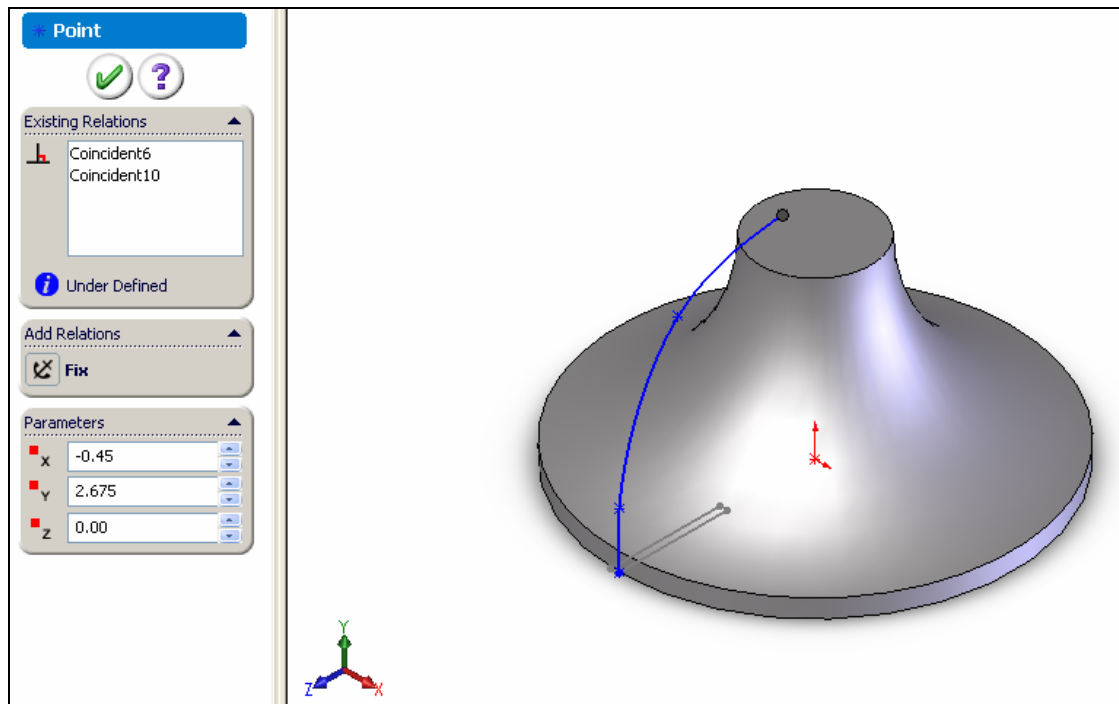 Point
?
Existing Relations
Coincident6
Coincident10
i Under Defined
Add Relations
Fix
Parameters
X -0.45
Y 2.675
Z 0.00
Y
Z X